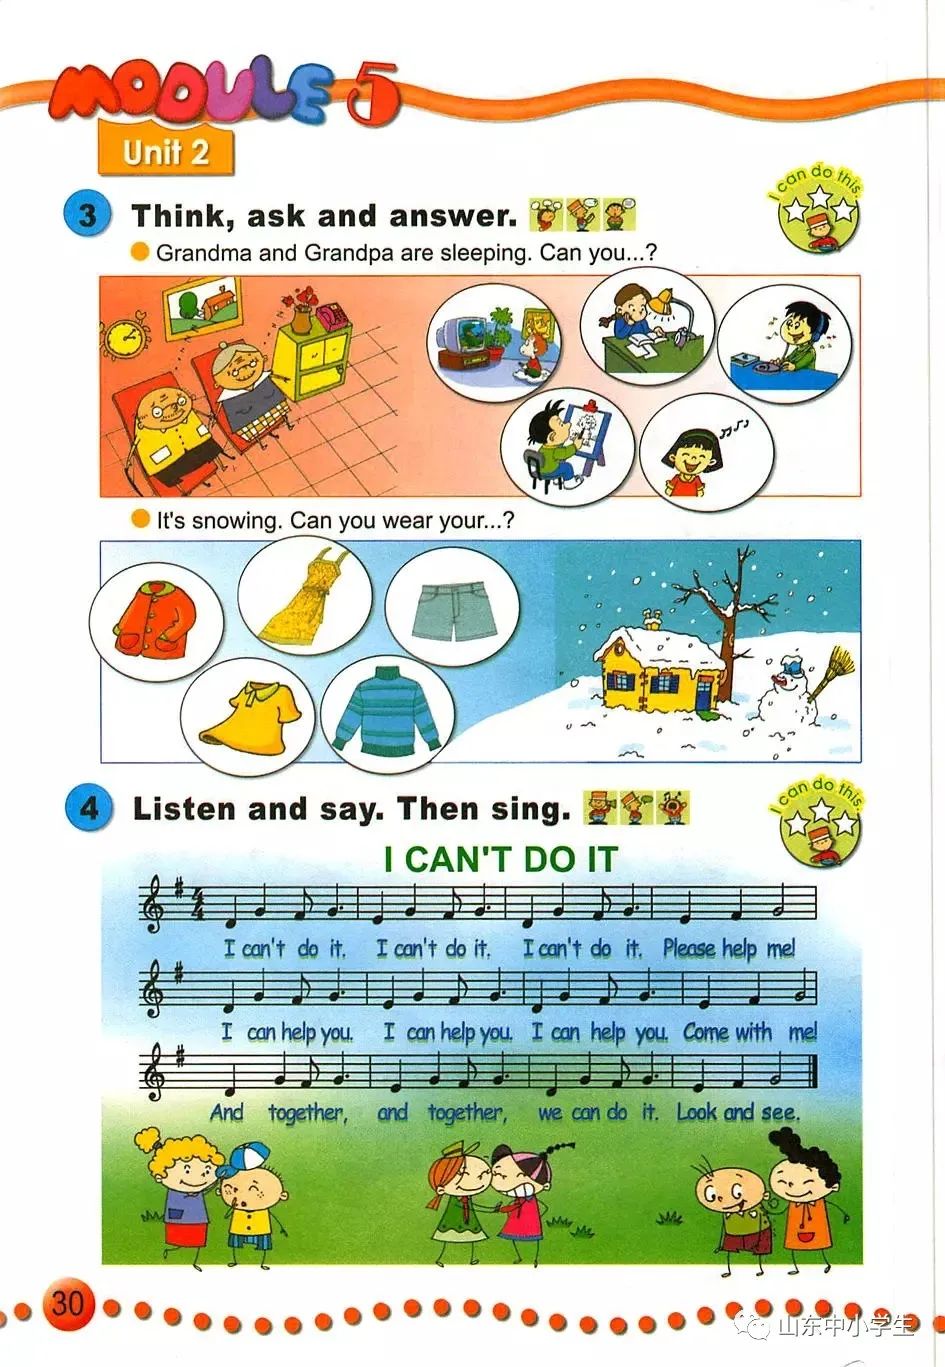 MODULE 5
Unit 2
3 Think, ask and answer.
I can do this.
Grandma and Grandpa are sleeping. Can you...?
It's snowing. Can you wear your...?
4 Listen and say. Then sing.
I can do this.
I CAN'T DO IT
4/4
I can't do it. I can't do it. I can't do it. Please help me!
I can help you. I can help you. I can help you. Come with me!
And together, and together, we can do it. Look and see.
30
山东中小学生